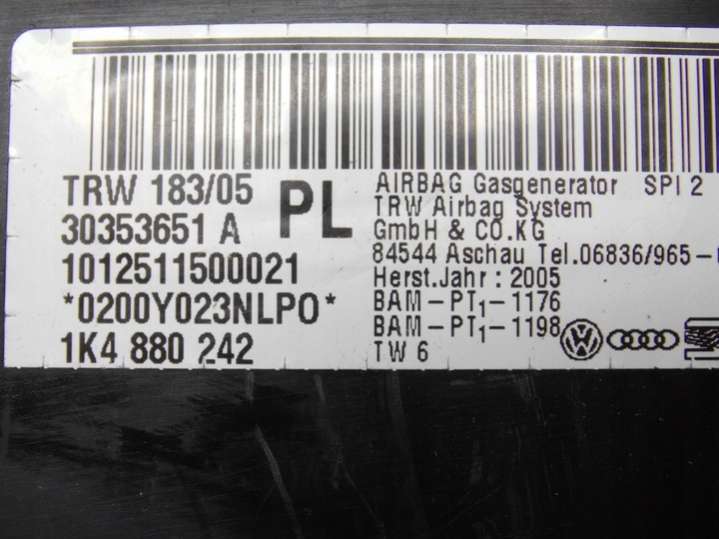 TRW 183/05
30353651 A
1012511500021
*0200Y023NLPO*
1K4 880 242
PL
AIRBAG Gasgenerator SPI 2
TRW Airbag System
GmbH & CO.KG
84544 Aschau Tel.06836/965-
Herst.Jahr : 2005
BAM-PT1-1176
BAM-PT1-1198
TW 6